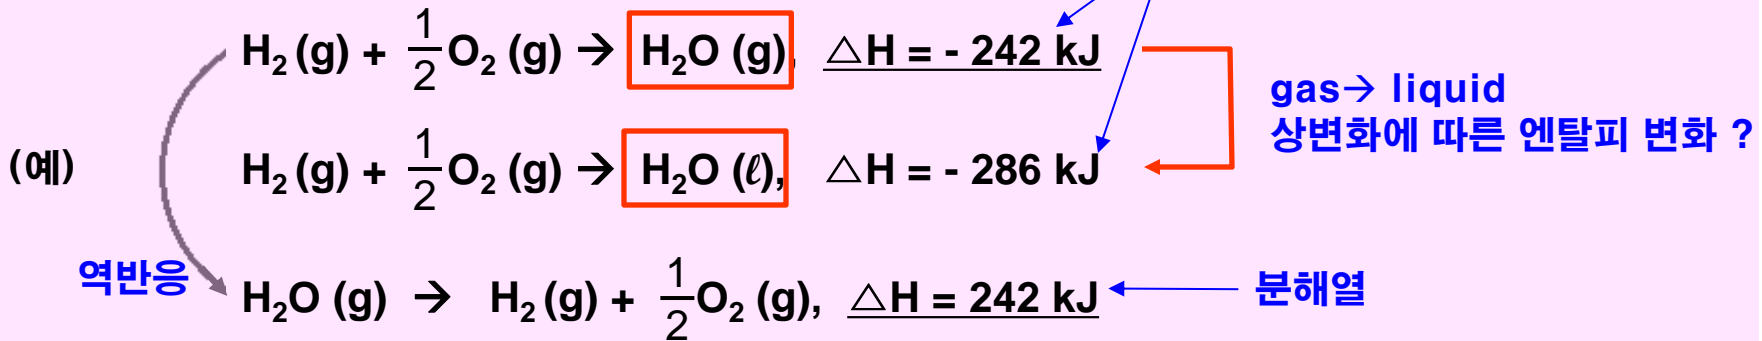 H₂ (g) + 1/2 O₂ (g) → H₂O (g), △H = - 242 kJ
gas→ liquid
상변화에 따른 엔탈피 변화 ?
(예) H₂ (g) + 1/2 O₂ (g) → H₂O (ℓ), △H = - 286 kJ
역반응
H₂O (g) → H₂ (g) + 1/2 O₂ (g), △H = 242 kJ
분해열